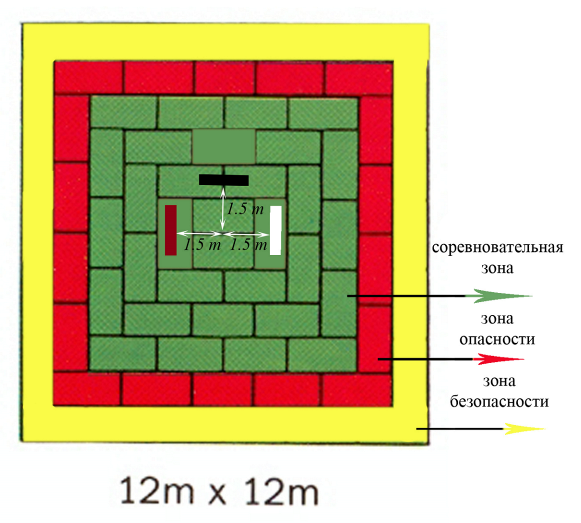 1.5 m
1.5 m 1.5 m
соревновательная
зона
зона
опасности
зона
безопасности
12m x 12m